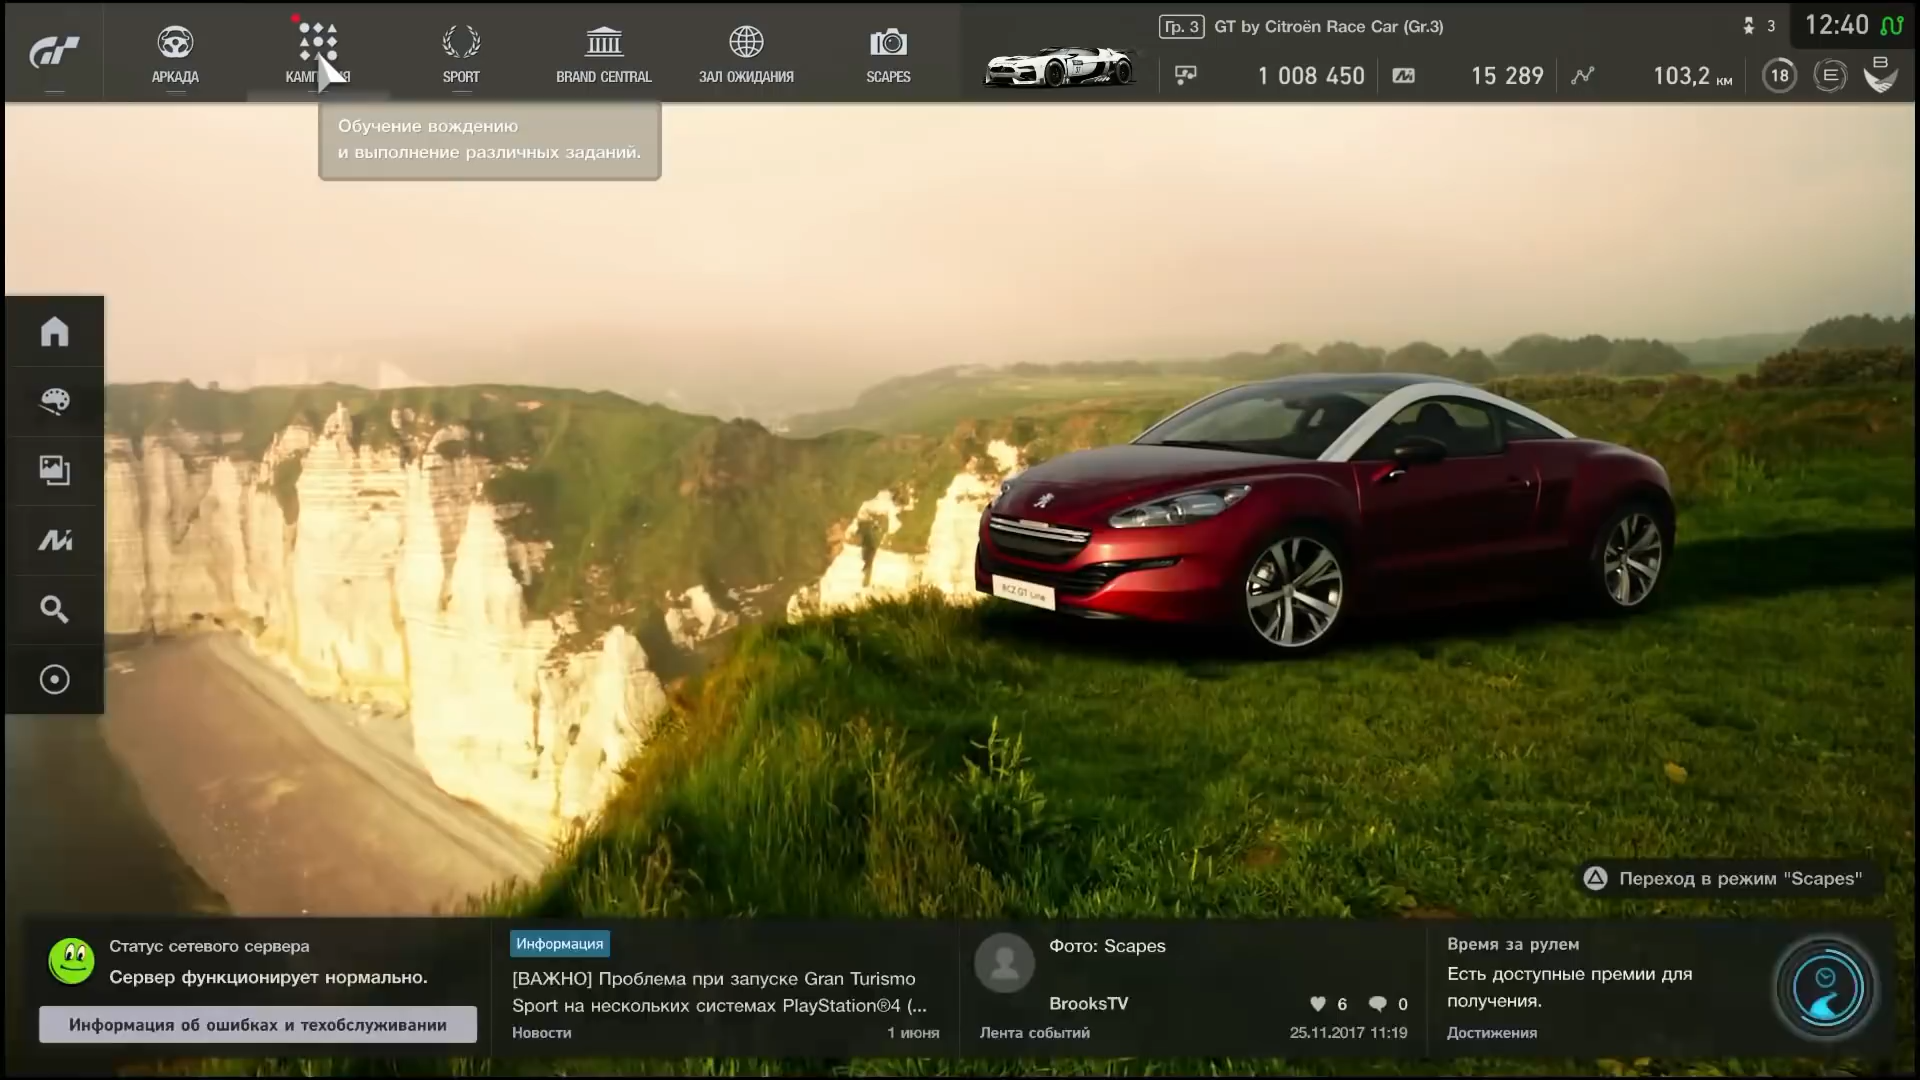 Гр. 3 GT by Citroën Race Car (Gr.3)
3
12:40
АРКАДА
SPORT
BRAND CENTRAL
ЗАЛ ОЖИДАНИЯ
SCAPES
1 008 450
15 289
103,2 км
18
E
B
Обучение вождению
и выполнение различных заданий.
RCZ GT Line
Переход в режим "Scapes"
Статус сетевого сервера
Сервер функционирует нормально.
Информация об ошибках и техобслуживании
Информация
[ВАЖНО] Проблема при запуске Gran Turismo
Sport на нескольких системах PlayStation®4 (...
Новости
1 июня
Фото: Scapes
BrooksTV
6
0
Лента событий
25.11.2017 11:19
Время за рулем
Есть доступные премии для
получения.
Достижения